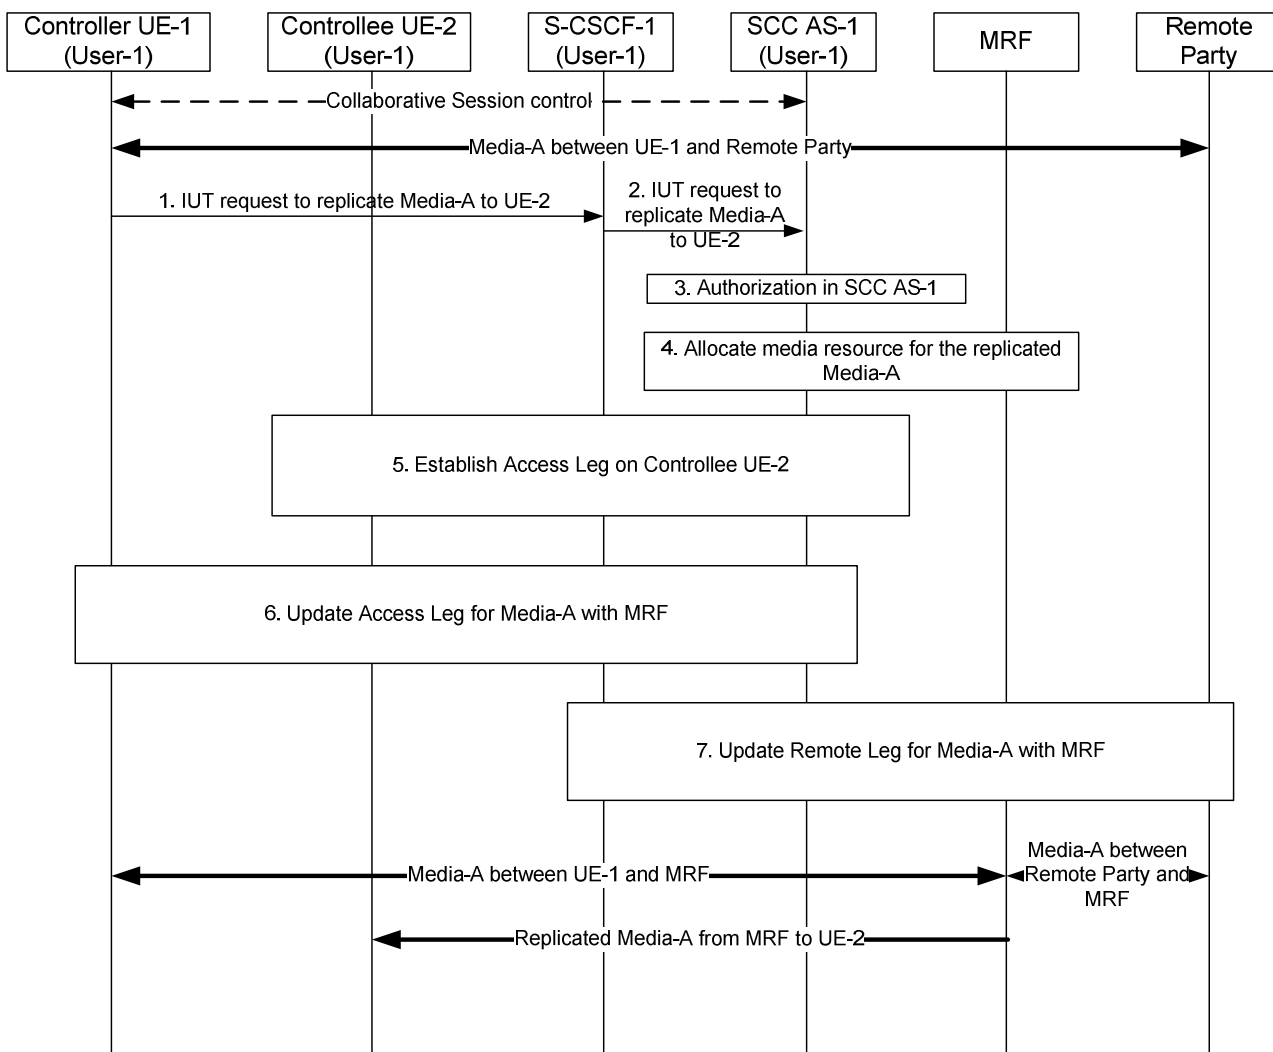 Controller UE-1
(User-1)
Controllee UE-2
(User-1)
S-CSCF-1
(User-1)
SCC AS-1
(User-1)
MRF
Remote
Party
Collaborative Session control
Media-A between UE-1 and Remote Party
1. IUT request to replicate Media-A to UE-2
2. IUT request to
replicate Media-A
to UE-2
3. Authorization in SCC AS-1
4. Allocate media resource for the replicated
Media-A
5. Establish Access Leg on Controllee UE-2
6. Update Access Leg for Media-A with MRF
7. Update Remote Leg for Media-A with MRF
Media-A between UE-1 and MRF
Media-A between
Remote Party and
MRF
Replicated Media-A from MRF to UE-2